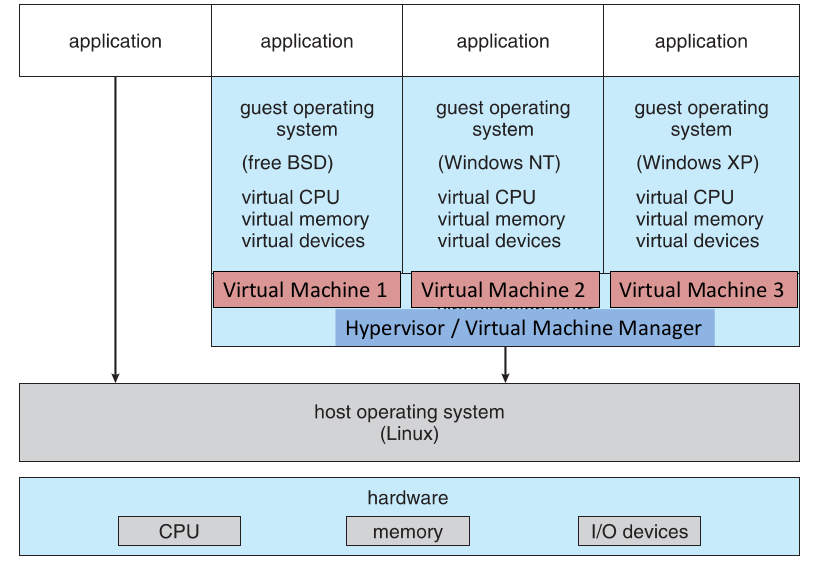 application
application
application
application
guest operating
system
(free BSD)
virtual CPU
virtual memory
virtual devices
guest operating
system
(Windows NT)
virtual CPU
virtual memory
virtual devices
guest operating
system
(Windows XP)
virtual CPU
virtual memory
virtual devices
Virtual Machine 1
Virtual Machine 2
Virtual Machine 3
Hypervisor / Virtual Machine Manager
host operating system
(Linux)
hardware
CPU
memory
I/O devices